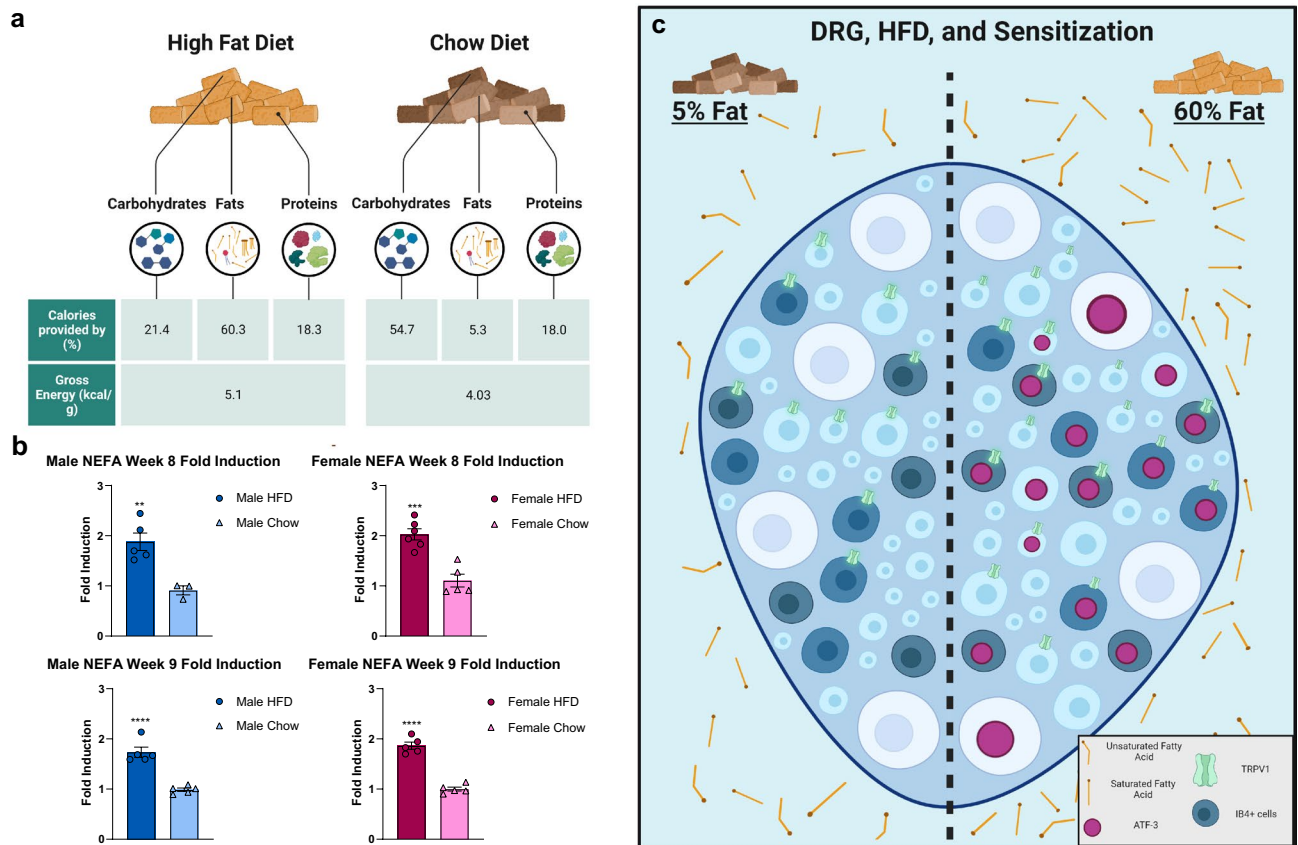 a
High Fat Diet
Chow Diet
Carbohydrates Fats Proteins
Carbohydrates Fats Proteins
Calories
provided by
(%)
21.4
60.3
18.3
54.7
5.3
18.0
Gross
Energy (kcal/
g)
5.1
4.03
b
Male NEFA Week 8 Fold Induction
Fold Induction
3
2
1
0
**
Male HFD
Male Chow
Female NEFA Week 8 Fold Induction
Fold Induction
3
2
1
0
***
Female HFD
Female Chow
Male NEFA Week 9 Fold Induction
Fold Induction
3
2
1
0
****
Male HFD
Male Chow
Female NEFA Week 9 Fold Induction
Fold Induction
3
2
1
0
****
Female HFD
Female Chow
c
DRG, HFD, and Sensitization
5% Fat
60% Fat
Unsaturated Fatty
Acid
Saturated Fatty
Acid
ATF-3
TRPV1
IB4+ cells